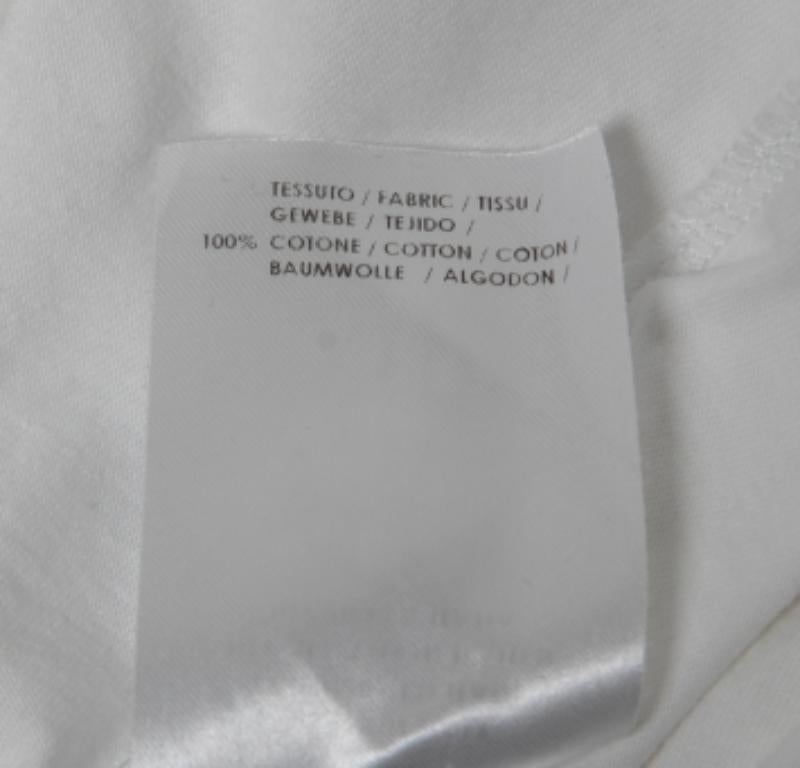 TESSUTO / FABRIC / TISSU /
GEWEBE / TEJIDO /
100% COTONE / COTTON / COTON /
BAUMWOLLE / ALGODON /